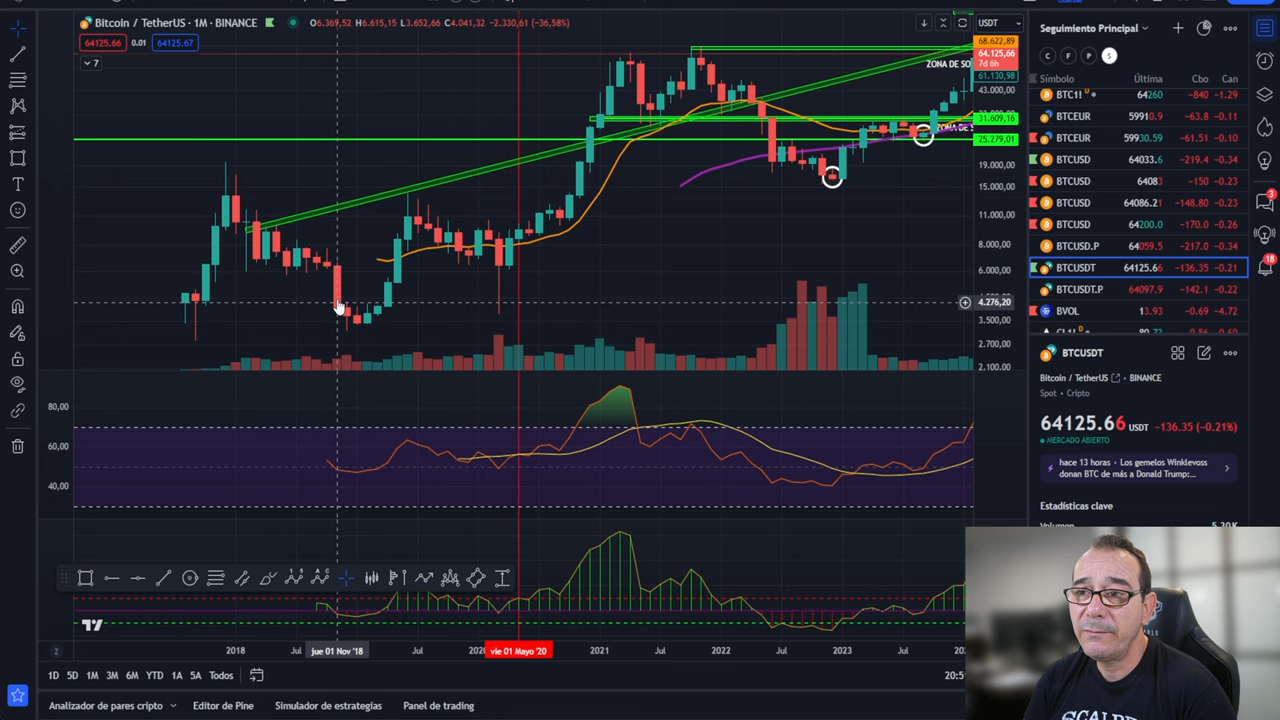 Bitcoin / TetherUS · 1M · BINANCE
O6.369,52 H6.615,15 L3.652,66 C4.041,32 −2.330,61 (−36,58%)
64125.66 0.01 64125.67
7
USDT
68.622,89
64.125,66
7d 6h
61.130,98
43.000,00
31.609,16
25.279,01
19.000,00
15.000,00
11.000,00
8.000,00
6.000,00
4.276,20
3.500,00
2.700,00
2.100,00
ZONA DE SO
ZONA DE S
80,00
60,00
40,00
2018
Jul
jue 01 Nov '18
Jul
2020
vie 01 Mayo '20
2021
Jul
2022
Jul
2023
Jul
Z
1D 5D 1M 3M 6M YTD 1A 5A Todos
20:5
Analizador de pares cripto Editor de Pine Simulador de estrategias Panel de trading
Seguimiento Principal
C F P S
Símbolo Última Cbo Can
BTC1! D 64260 −840 −1.29
BTCEUR 59910.9 −63.8 −0.11
BTCEUR D 59930.59 −61.51 −0.10
BTCUSD 64033.6 −219.4 −0.34
BTCUSD 64083 −150 −0.23
BTCUSD 64086.21 −148.80 −0.23
BTCUSD 64200.0 −170.0 −0.26
BTCUSD.P 64059.5 −217.0 −0.34
BTCUSDT 64125.66 −136.35 −0.21
BTCUSDT.P 64097.9 −142.1 −0.22
BVOL 13.93 −0.69 −4.72
BTCUSDT
Bitcoin / TetherUS · BINANCE
Spot • Cripto
64125.66 USDT −136.35 (−0.21%)
MERCADO ABIERTO
hace 13 horas • Los gemelos Winklevoss
donan BTC de más a Donald Trump:...
Estadísticas clave
Volumen 5.30K
3
18